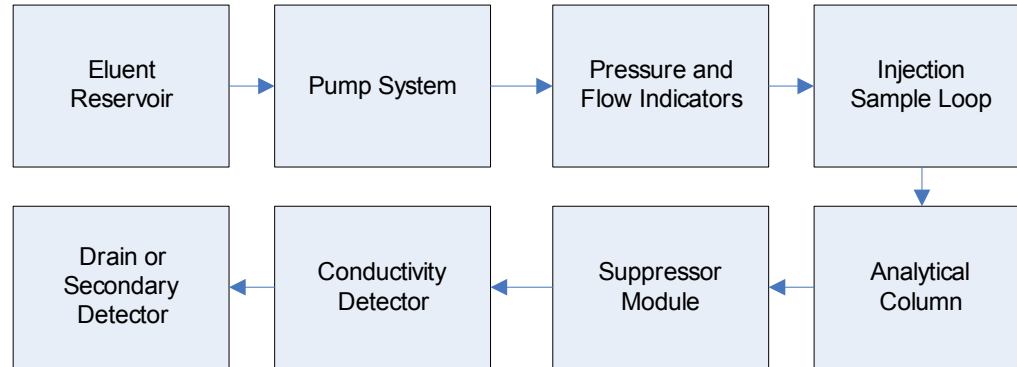 Eluent
Reservoir
Pump System
Pressure and
Flow Indicators
Injection
Sample Loop
Drain or
Secondary
Detector
Conductivity
Detector
Suppressor
Module
Analytical
Column